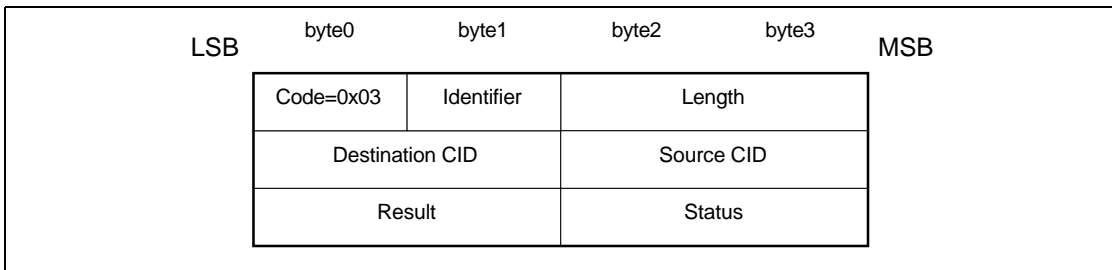 LSB byte0 byte1 byte2 byte3 MSB
Code=0x03 Identifier Length
Destination CID Source CID
Result Status